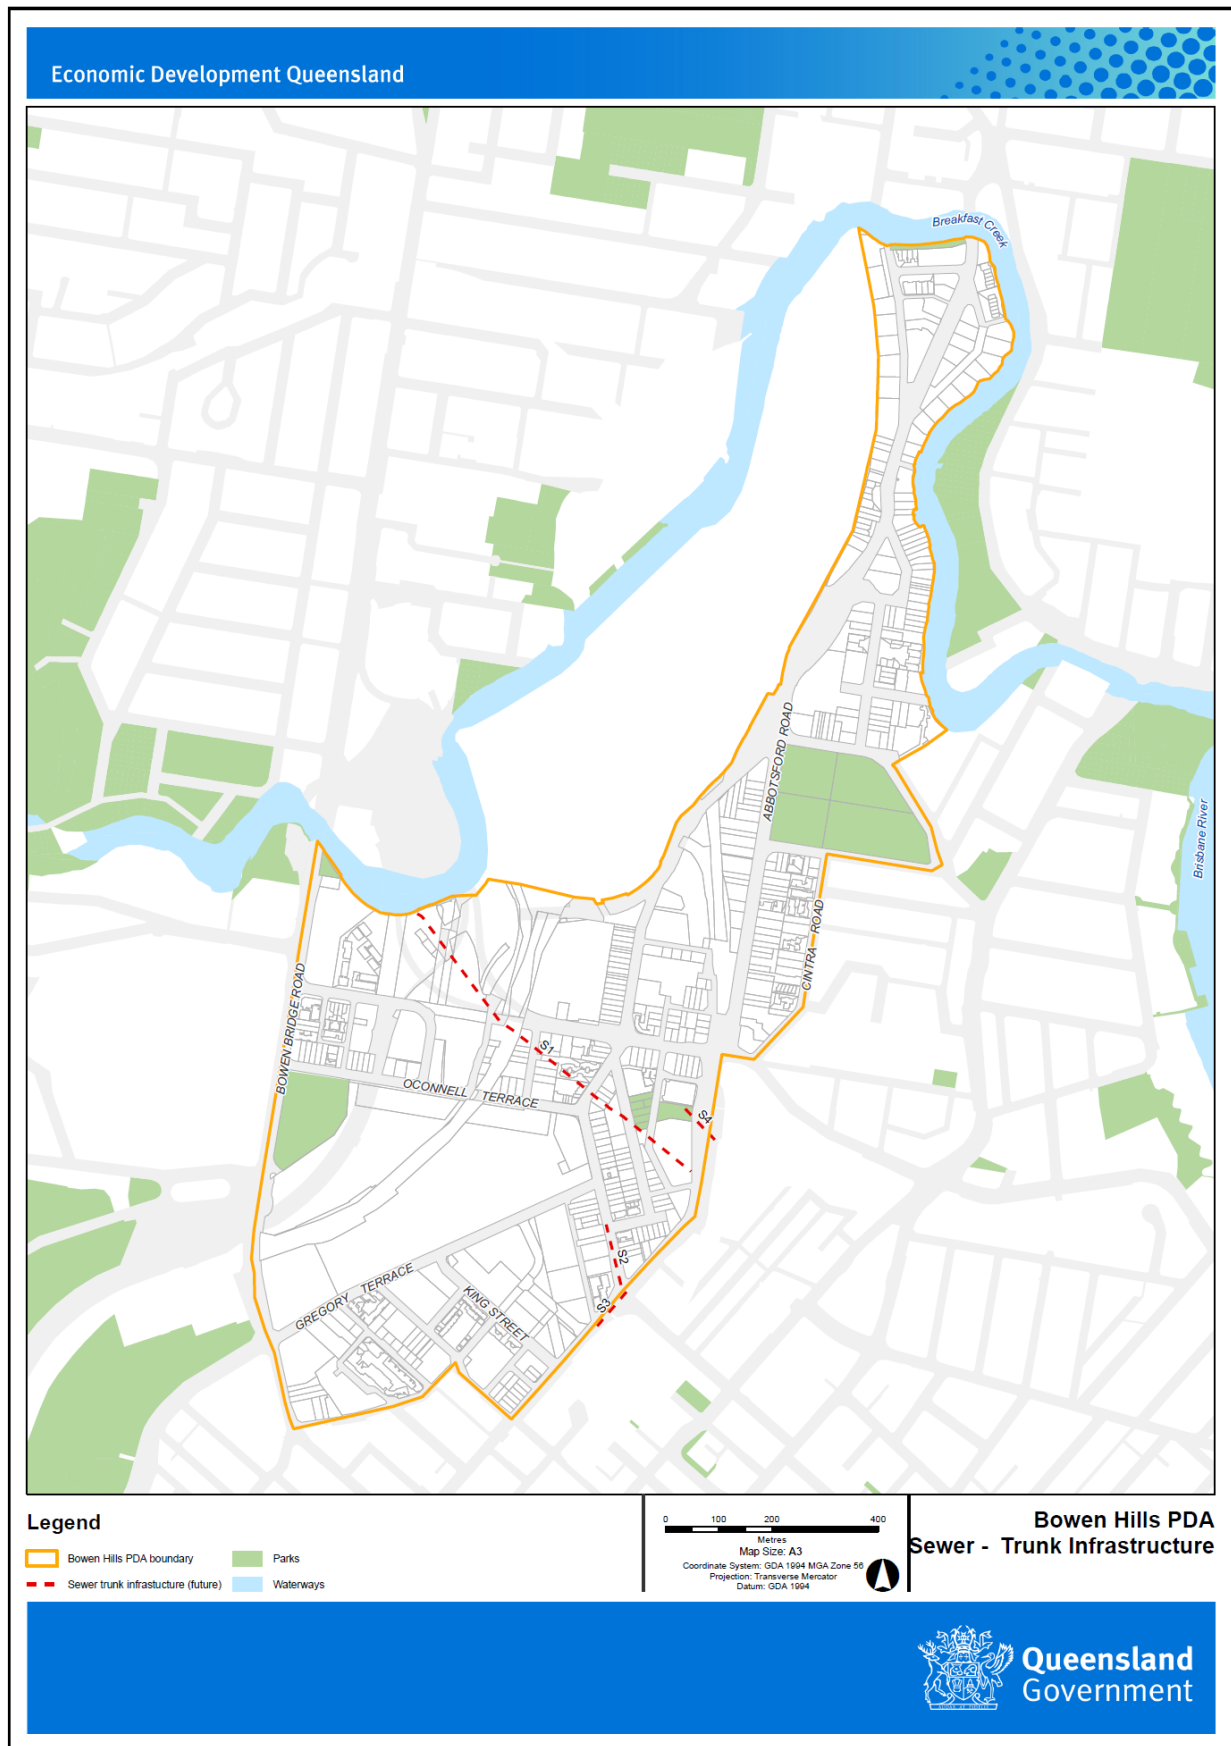 Economic Development Queensland
Breakfast Creek
ABBOTSFORD ROAD
Brisbane River
CINTRA ROAD
BOWEN BRIDGE ROAD
S1
OCONNELL TERRACE
S4
S2
GREGORY TERRACE
KING STREET
S3
Legend
Bowen Hills PDA boundary
Parks
Sewer trunk infrastucture (future)
Waterways
0 100 200 400
Metres
Map Size: A3
Coordinate System: GDA 1994 MGA Zone 56
Projection: Transverse Mercator
Datum: GDA 1994
Bowen Hills PDA
Sewer - Trunk Infrastructure
Queensland
Government